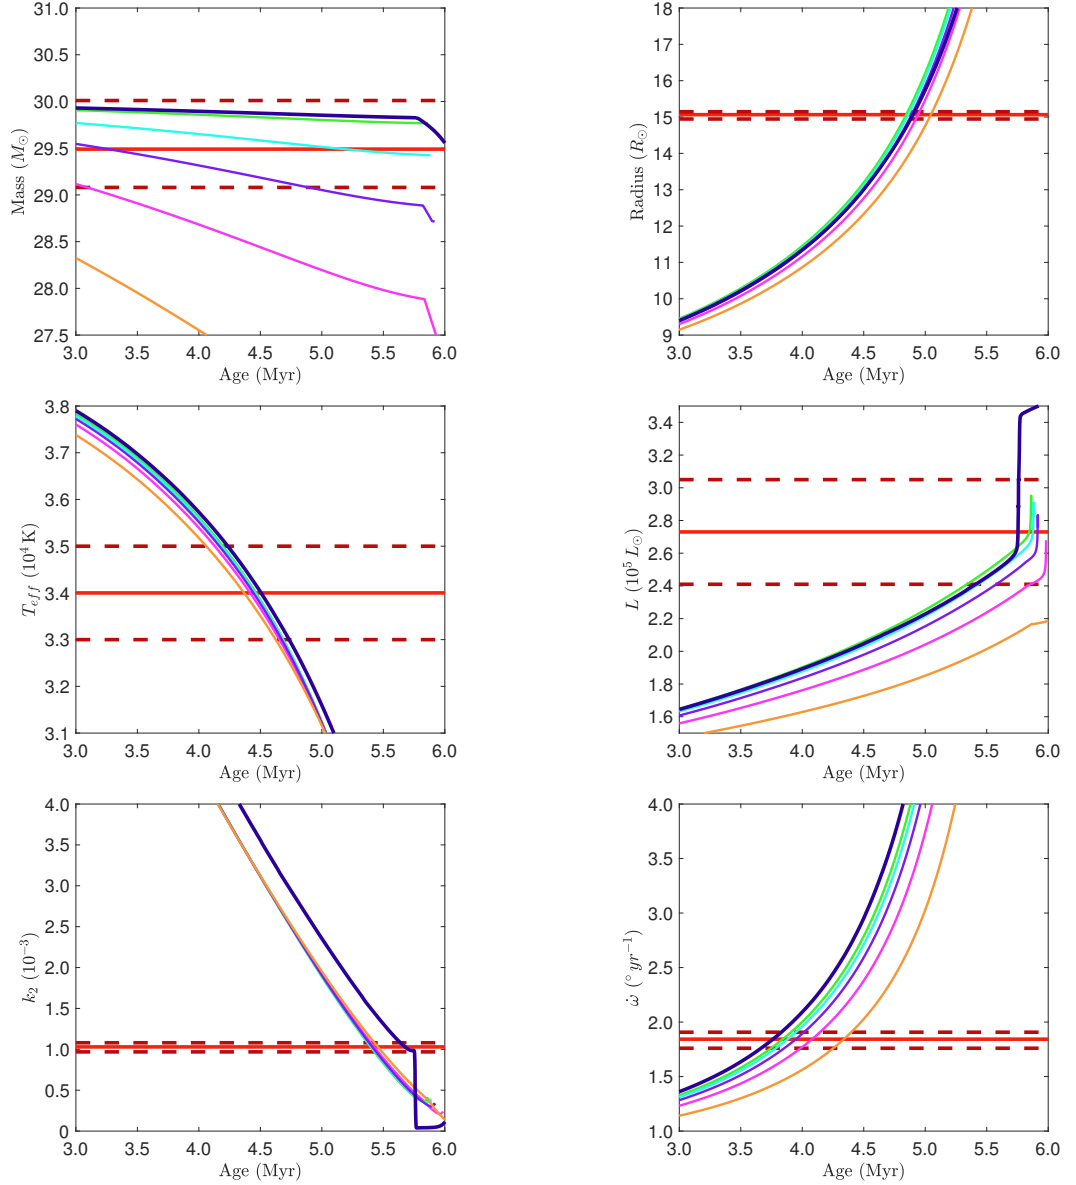 31.0
30.5
30.0
29.5
29.0
28.5
28.0
27.5
Mass (M⊙)
3.0 3.5 4.0 4.5 5.0 5.5 6.0
Age (Myr)
18
17
16
15
14
13
12
11
10
9
Radius (R⊙)
3.0 3.5 4.0 4.5 5.0 5.5 6.0
Age (Myr)
3.8
3.7
3.6
3.5
3.4
3.3
3.2
3.1
T_eff (10⁴ K)
3.0 3.5 4.0 4.5 5.0 5.5 6.0
Age (Myr)
3.4
3.2
3.0
2.8
2.6
2.4
2.2
2.0
1.8
1.6
L (10⁵ L⊙)
3.0 3.5 4.0 4.5 5.0 5.5 6.0
Age (Myr)
4.0
3.5
3.0
2.5
2.0
1.5
1.0
0.5
0
k₂ (10⁻³)
3.0 3.5 4.0 4.5 5.0 5.5 6.0
Age (Myr)
4.0
3.5
3.0
2.5
2.0
1.5
1.0
ω̇ (° yr⁻¹)
3.0 3.5 4.0 4.5 5.0 5.5 6.0
Age (Myr)